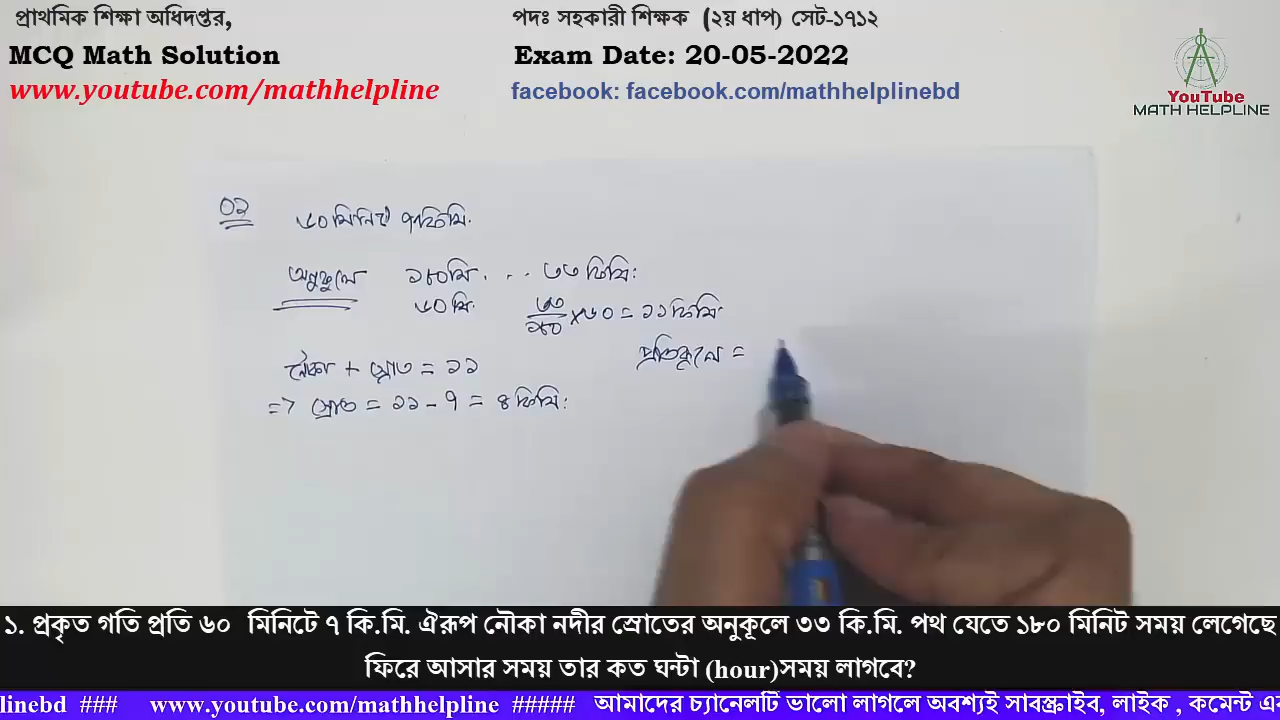 প্রাথমিক শিক্ষা অধিদপ্তর,
পদঃ সহকারী শিক্ষক (২য় ধাপ) সেট-১৭১২
MCQ Math Solution
Exam Date: 20-05-2022
www.youtube.com/mathhelpline
facebook: facebook.com/mathhelplinebd
YouTube
MATH HELPLINE
০১
৬০ মিনিটে ৭ কিমি.
অনুকূলে ১৮০ মি. .. ৩৩ কিমি:
৬০ মি. ৩৩/১৮০ × ৬০ = ১১ কিমি
প্রতিকূলে =
নৌকা + স্রোত = ১১
=> স্রোত = ১১ - ৭ = ৪ কিমি:
১. প্রকৃত গতি প্রতি ৬০ মিনিটে ৭ কি.মি. ঐরূপ নৌকা নদীর স্রোতের অনুকূলে ৩৩ কি.মি. পথ যেতে ১৮০ মিনিট সময় লেগেছে
ফিরে আসার সময় তার কত ঘন্টা (hour)সময় লাগবে?
linebd ### www.youtube.com/mathhelpline ##### আমাদের চ্যানেলটি ভালো লাগলে অবশ্যই সাবস্ক্রাইব, লাইক , কমেন্ট এ